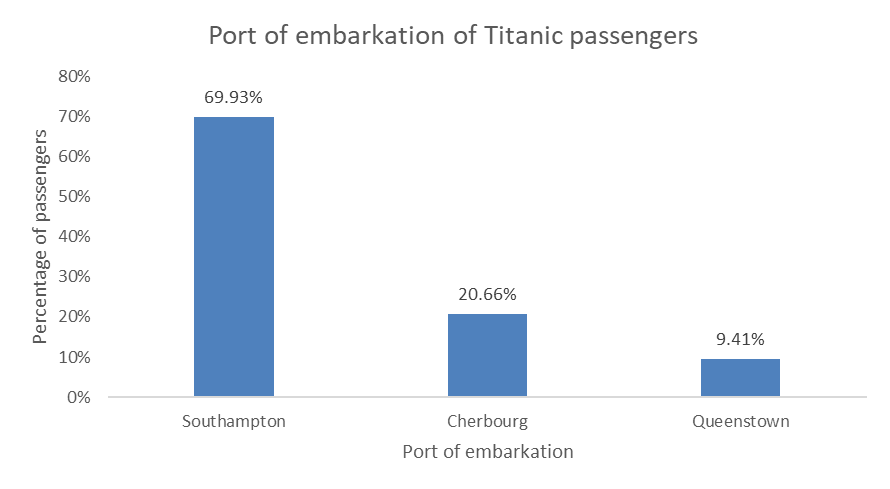 Port of embarkation of Titanic passengers
Percentage of passengers
80%
70%
60%
50%
40%
30%
20%
10%
0%
69.93%
20.66%
9.41%
Southampton
Cherbourg
Queenstown
Port of embarkation